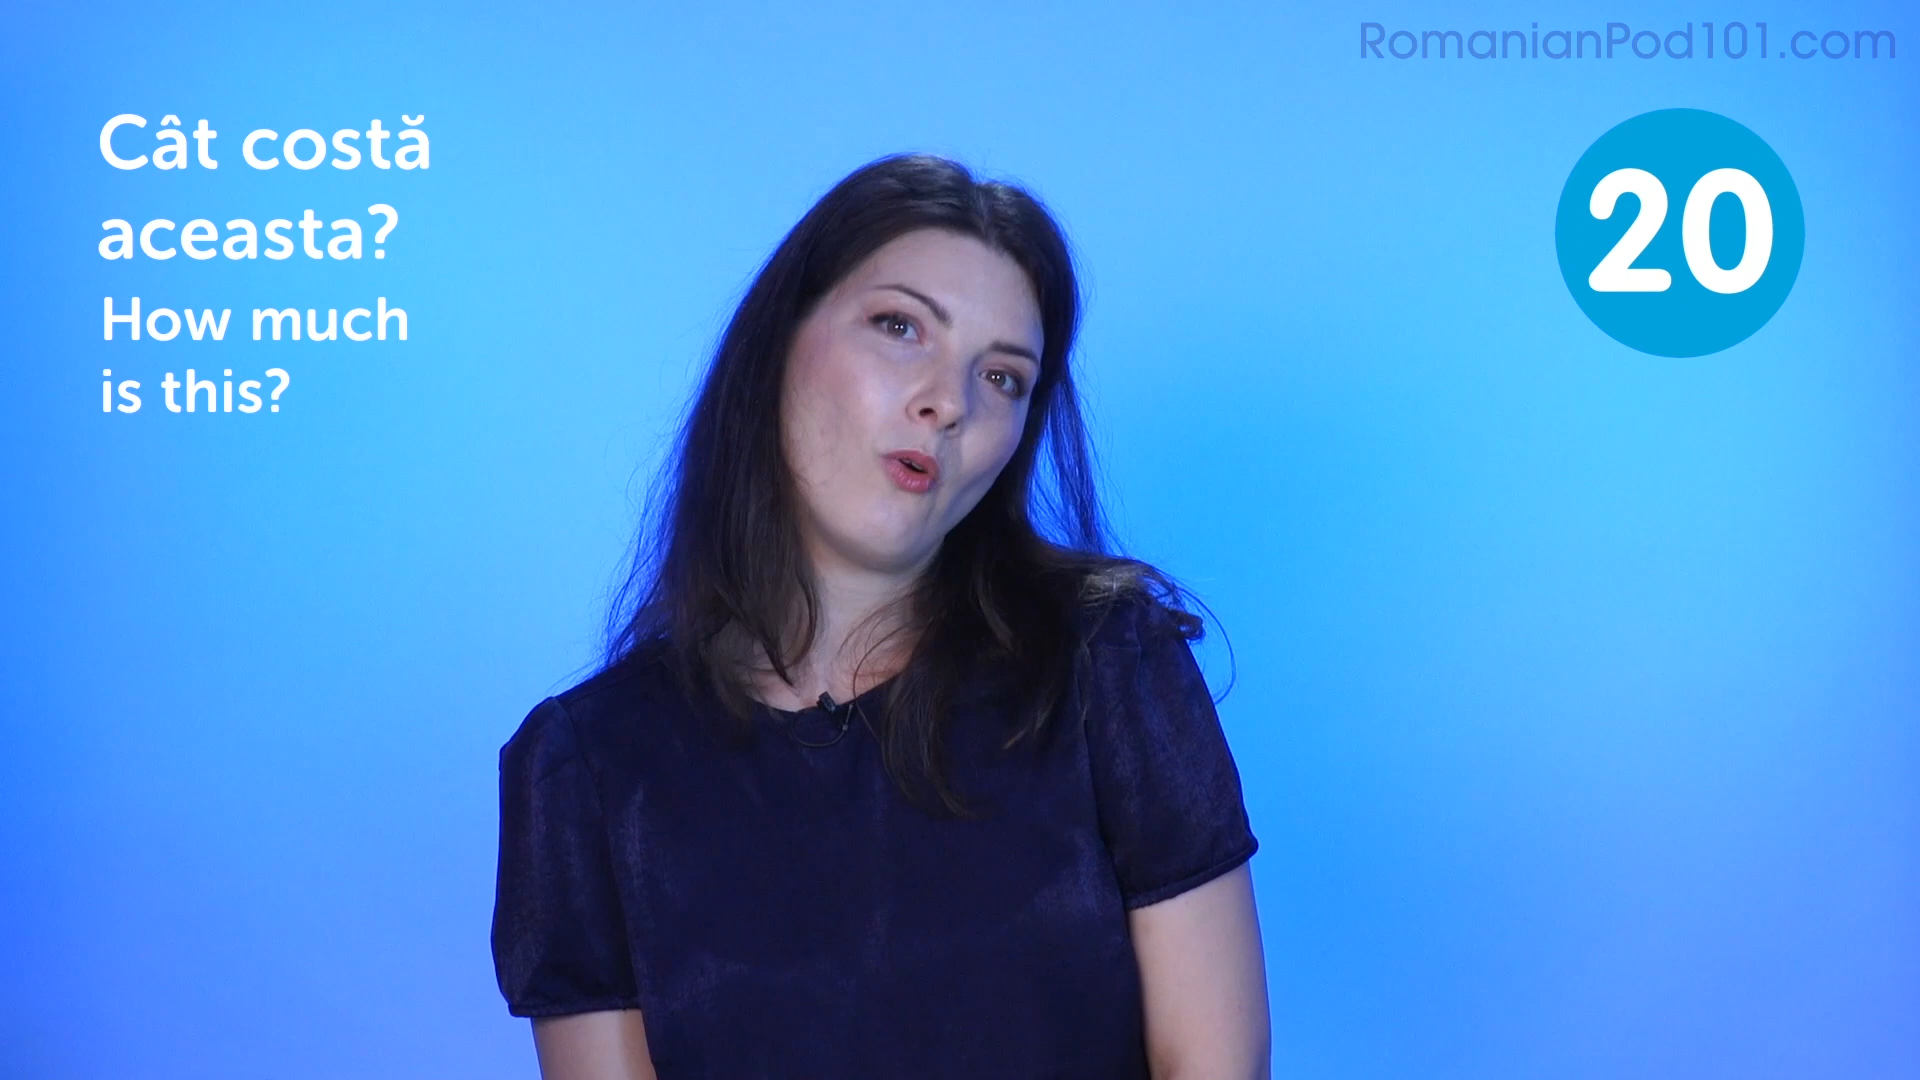 RomanianPod101.com
Cât costă
aceasta?
How much
is this?
20